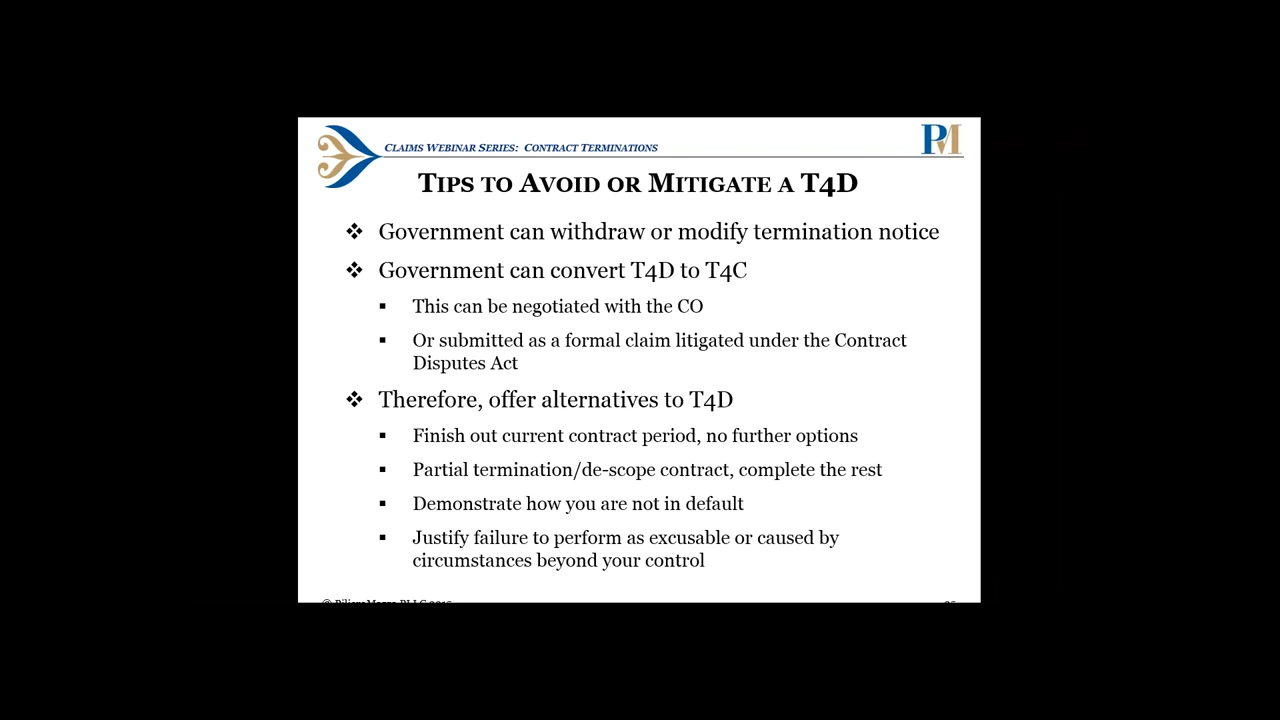 CLAIMS WEBINAR SERIES: CONTRACT TERMINATIONS
PM
TIPS TO AVOID OR MITIGATE A T4D
❖ Government can withdraw or modify termination notice
❖ Government can convert T4D to T4C
▪ This can be negotiated with the CO
▪ Or submitted as a formal claim litigated under the Contract
Disputes Act
❖ Therefore, offer alternatives to T4D
▪ Finish out current contract period, no further options
▪ Partial termination/de-scope contract, complete the rest
▪ Demonstrate how you are not in default
▪ Justify failure to perform as excusable or caused by
circumstances beyond your control